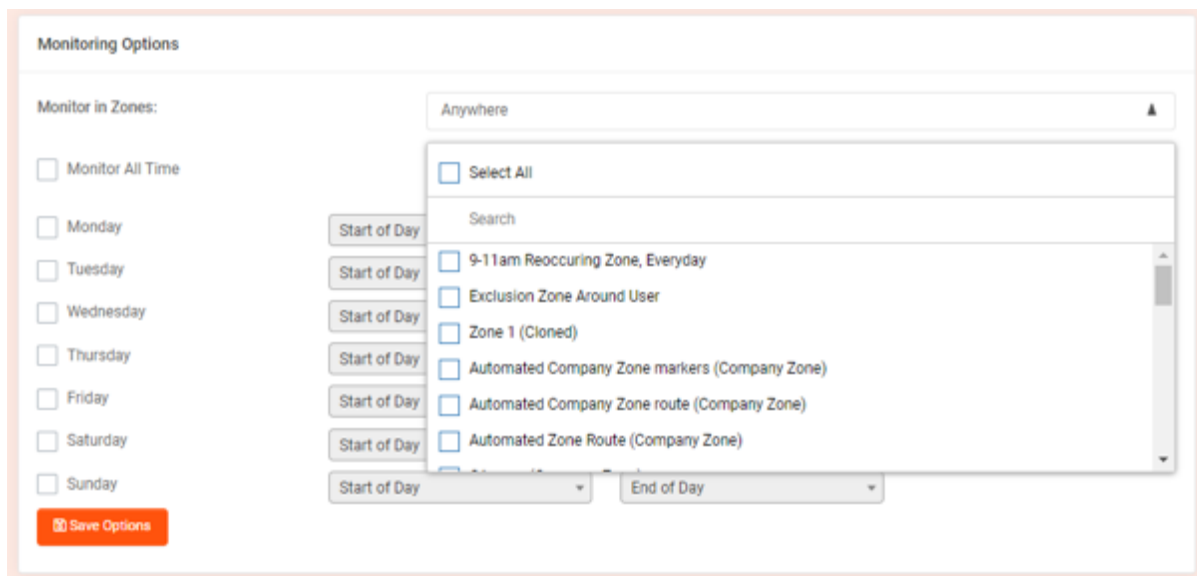 Monitoring Options
Monitor in Zones:
Anywhere
Monitor All Time
Select All
Search
Monday
Start of Day
9-11am Reoccuring Zone, Everyday
Tuesday
Start of Day
Exclusion Zone Around User
Wednesday
Start of Day
Zone 1 (Cloned)
Thursday
Start of Day
Automated Company Zone markers (Company Zone)
Friday
Start of Day
Automated Company Zone route (Company Zone)
Saturday
Start of Day
Automated Zone Route (Company Zone)
Sunday
Start of Day
End of Day
Save Options